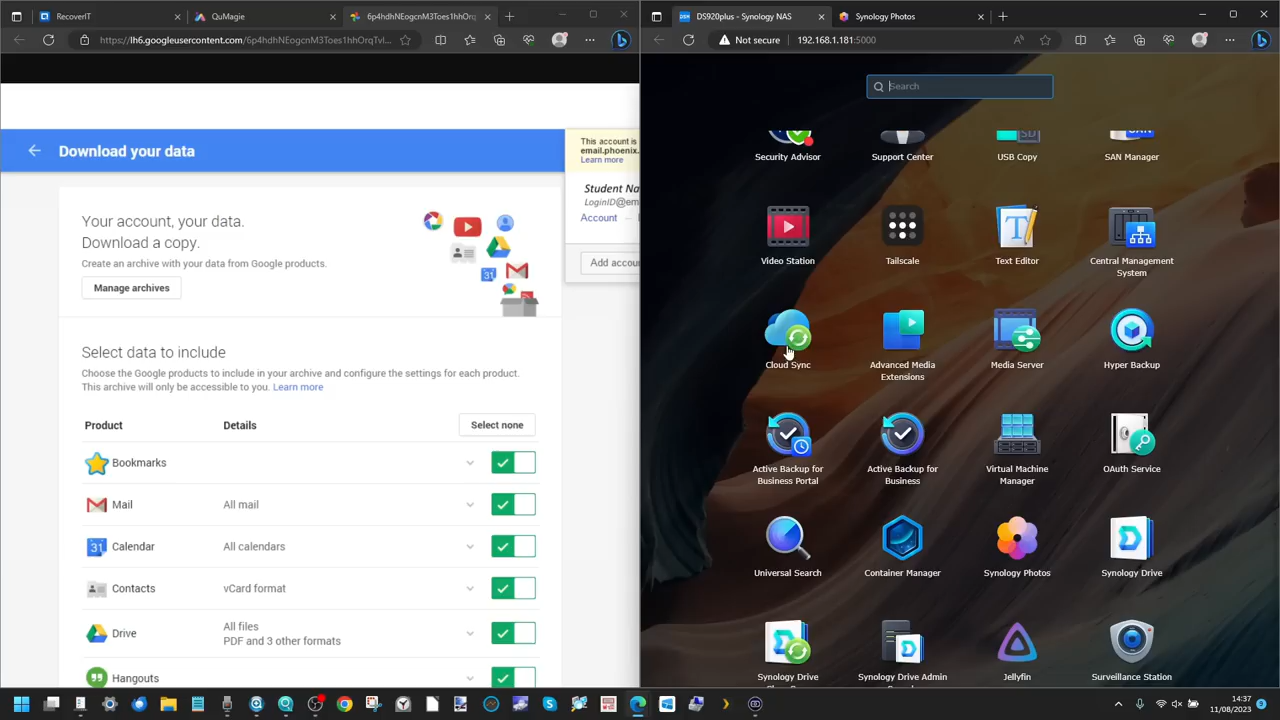 RecoverIT
QuMagie
6p4hdhNEogcnM3Toes1hhOrq
DS920plus - Synology NAS
Synology Photos
https://lh6.googleusercontent.com/6p4hdhNEogcnM3Toes1hhOrqTvl...
Not secure
192.168.1.181:5000
Search
Download your data
This account is
email.phoenix.
Learn more
Student Na
LoginID@em
Account
Add accou
Your account, your data.
Download a copy.
Create an archive with your data from Google products.
Manage archives
Select data to include
Choose the Google products to include in your archive and configure the settings for each product.
This archive will only be accessible to you. Learn more
Product
Details
Select none
Bookmarks
Mail
All mail
31
Calendar
All calendars
Contacts
vCard format
Drive
All files
PDF and 3 other formats
Hangouts
Security Advisor
Support Center
USB Copy
SAN Manager
Video Station
Tailscale
Text Editor
Central Management
System
Cloud Sync
Advanced Media
Extensions
Media Server
Hyper Backup
Active Backup for
Business Portal
Active Backup for
Business
Virtual Machine
Manager
OAuth Service
Universal Search
Container Manager
Synology Photos
Synology Drive
Synology Drive
Synology Drive Admin
Jellyfin
Surveillance Station
14:37
11/08/2023